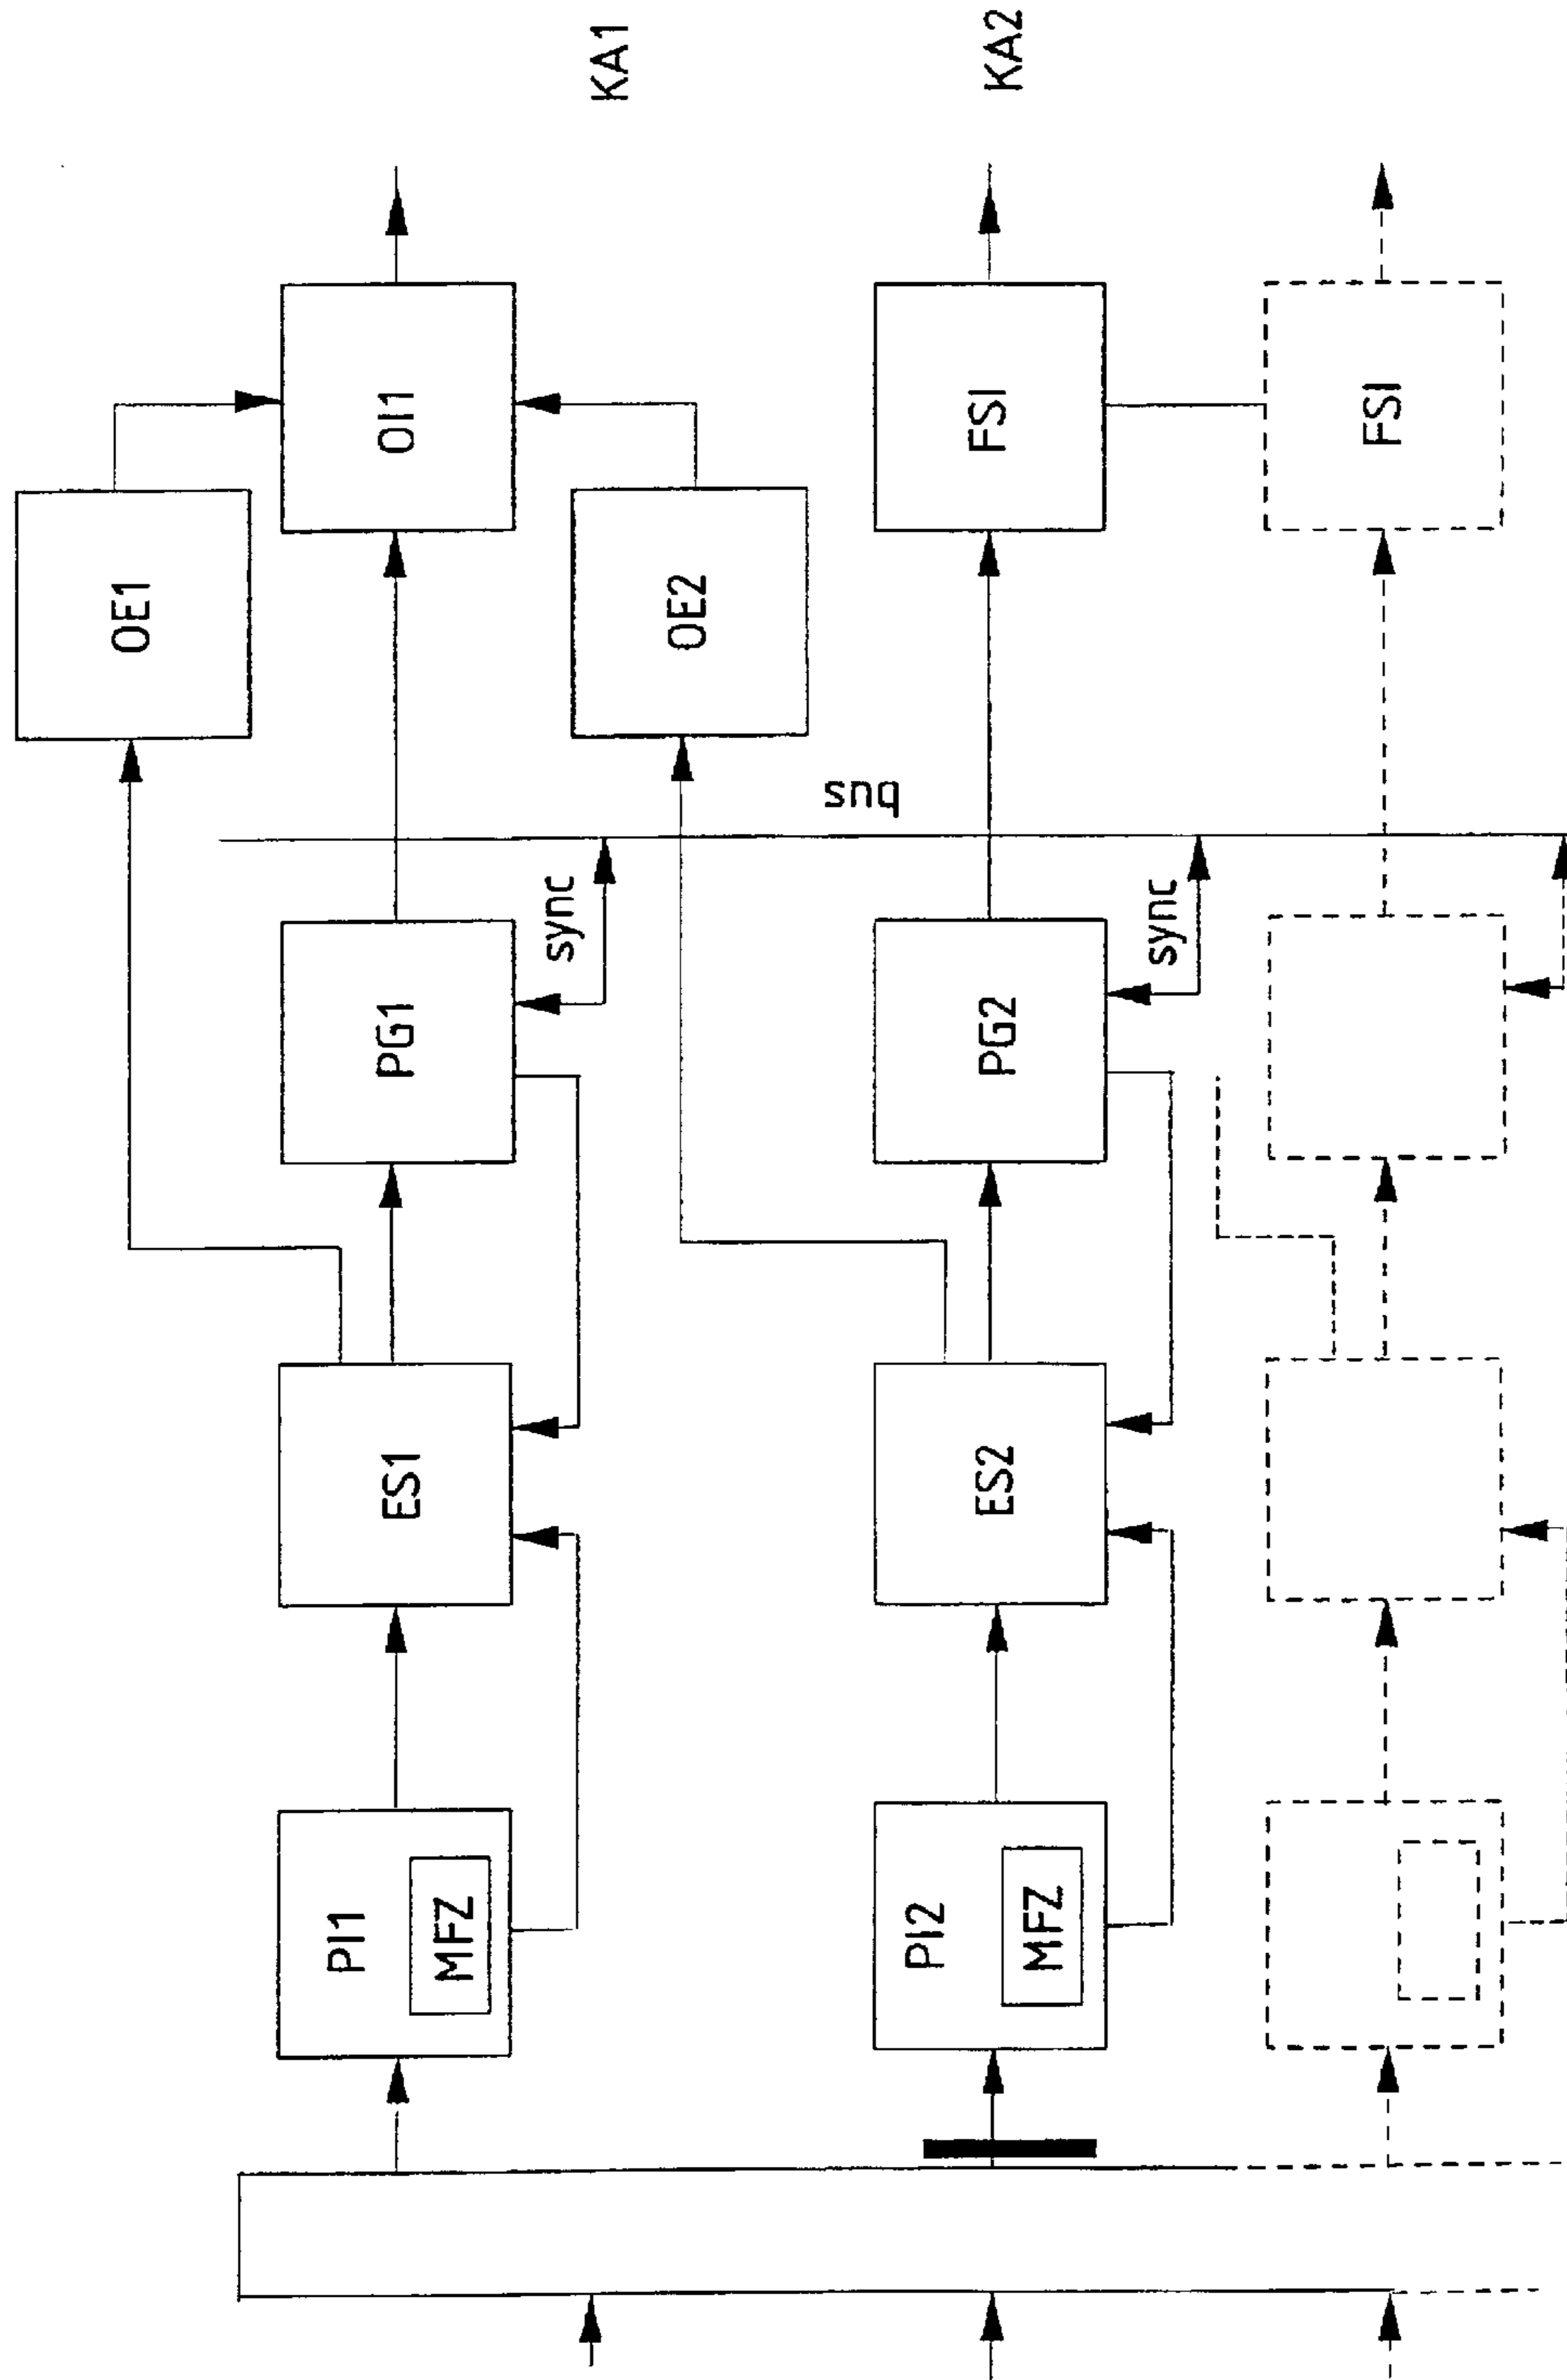 OE1
PI1
MFZ
ES1
PG1
OI1
sync
KA1
OE2
bus
PI2
MFZ
ES2
PG2
FSI
KA2
sync
FSI